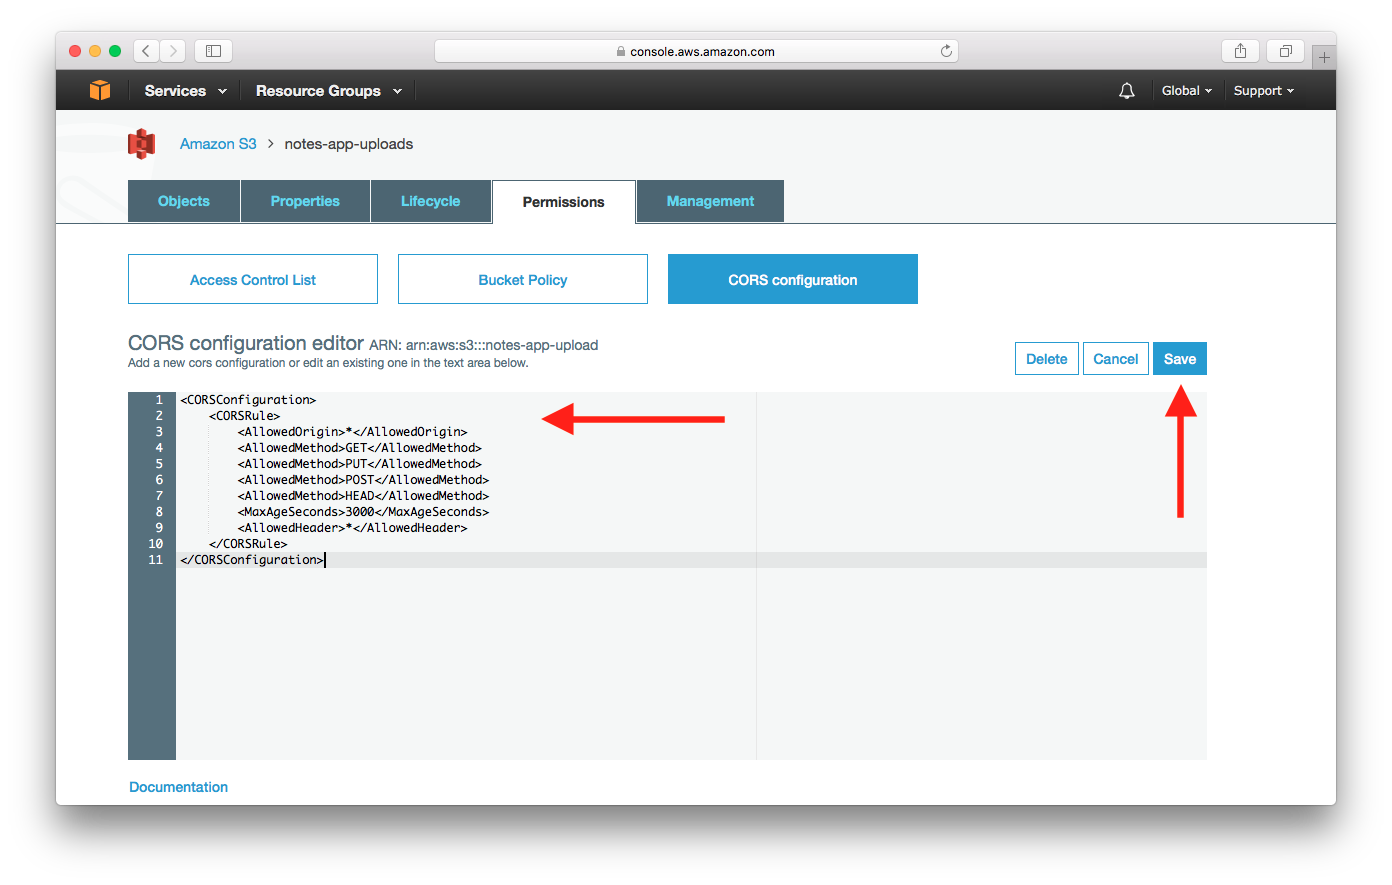 console.aws.amazon.com
Services Resource Groups Global Support
Amazon S3 > notes-app-uploads
Objects Properties Lifecycle Permissions Management
Access Control List Bucket Policy CORS configuration
CORS configuration editor ARN: arn:aws:s3:::notes-app-upload
Add a new cors configuration or edit an existing one in the text area below.
Delete Cancel Save
1 <CORSConfiguration>
2 <CORSRule>
3 <AllowedOrigin>*</AllowedOrigin>
4 <AllowedMethod>GET</AllowedMethod>
5 <AllowedMethod>PUT</AllowedMethod>
6 <AllowedMethod>POST</AllowedMethod>
7 <AllowedMethod>HEAD</AllowedMethod>
8 <MaxAgeSeconds>3000</MaxAgeSeconds>
9 <AllowedHeader>*</AllowedHeader>
10 </CORSRule>
11 </CORSConfiguration>
Documentation